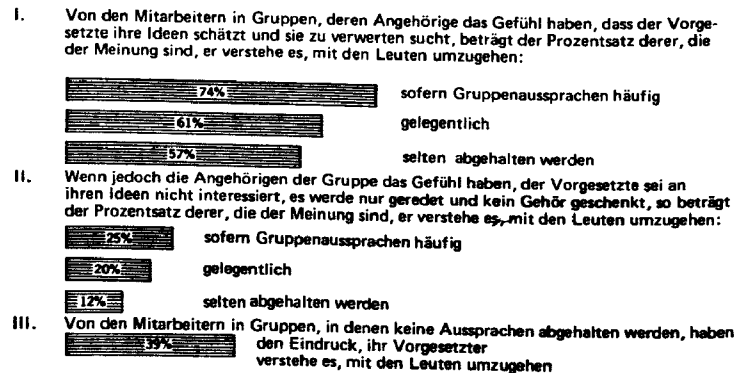 I. Von den Mitarbeitern in Gruppen, deren Angehörige das Gefühl haben, dass der Vorge-
setzte ihre Ideen schätzt und sie zu verwerten sucht, beträgt der Prozentsatz derer, die
der Meinung sind, er verstehe es, mit den Leuten umzugehen:
74% sofern Gruppenaussprachen häufig
61% gelegentlich
57% selten abgehalten werden
II. Wenn jedoch die Angehörigen der Gruppe das Gefühl haben, der Vorgesetzte sei an
ihren Ideen nicht interessiert, es werde nur geredet und kein Gehör geschenkt, so beträgt
der Prozentsatz derer, die der Meinung sind, er verstehe es, mit den Leuten umzugehen:
25% sofern Gruppenaussprachen häufig
20% gelegentlich
12% selten abgehalten werden
III. Von den Mitarbeitern in Gruppen, in denen keine Aussprachen abgehalten werden, haben
39% den Eindruck, ihr Vorgesetzter
verstehe es, mit den Leuten umzugehen